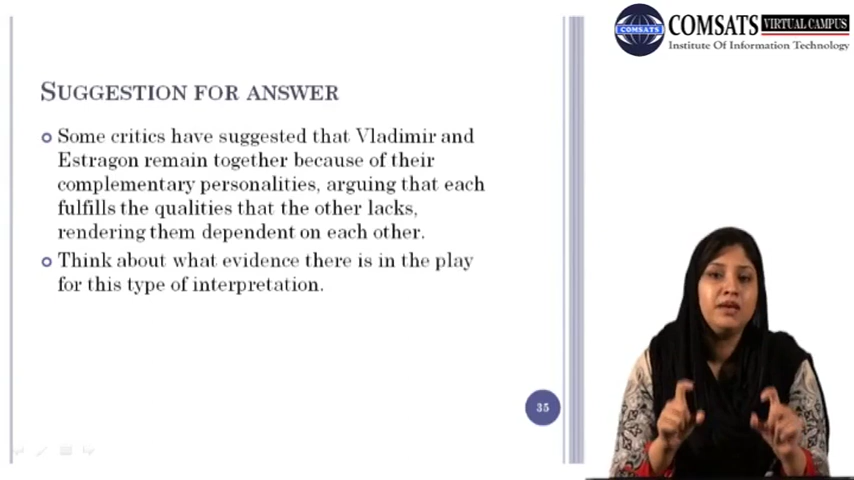 COMSATS
COMSATS VIRTUAL CAMPUS
Institute Of Information Technology
SUGGESTION FOR ANSWER
Some critics have suggested that Vladimir and
Estragon remain together because of their
complementary personalities, arguing that each
fulfills the qualities that the other lacks,
rendering them dependent on each other.
Think about what evidence there is in the play
for this type of interpretation.
35